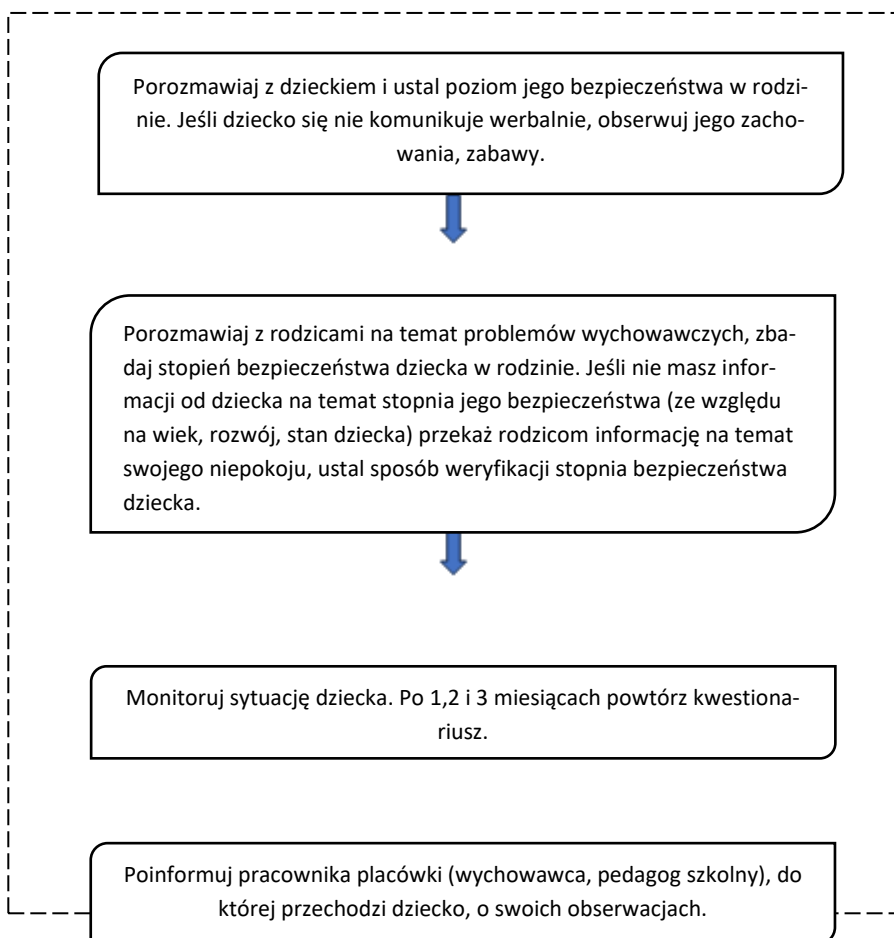 Porozmawiaj z dzieckiem i ustal poziom jego bezpieczeństwa w rodzi-
nie. Jeśli dziecko się nie komunikuje werbalnie, obserwuj jego zacho-
wania, zabawy.
Porozmawiaj z rodzicami na temat problemów wychowawczych, zba-
daj stopień bezpieczeństwa dziecka w rodzinie. Jeśli nie masz infor-
macji od dziecka na temat stopnia jego bezpieczeństwa (ze względu
na wiek, rozwój, stan dziecka) przekaż rodzicom informację na temat
swojego niepokoju, ustal sposób weryfikacji stopnia bezpieczeństwa
dziecka.
Monitoruj sytuację dziecka. Po 1,2 i 3 miesiącach powtórz kwestiona-
riusz.
Poinformuj pracownika placówki (wychowawca, pedagog szkolny), do
której przechodzi dziecko, o swoich obserwacjach.